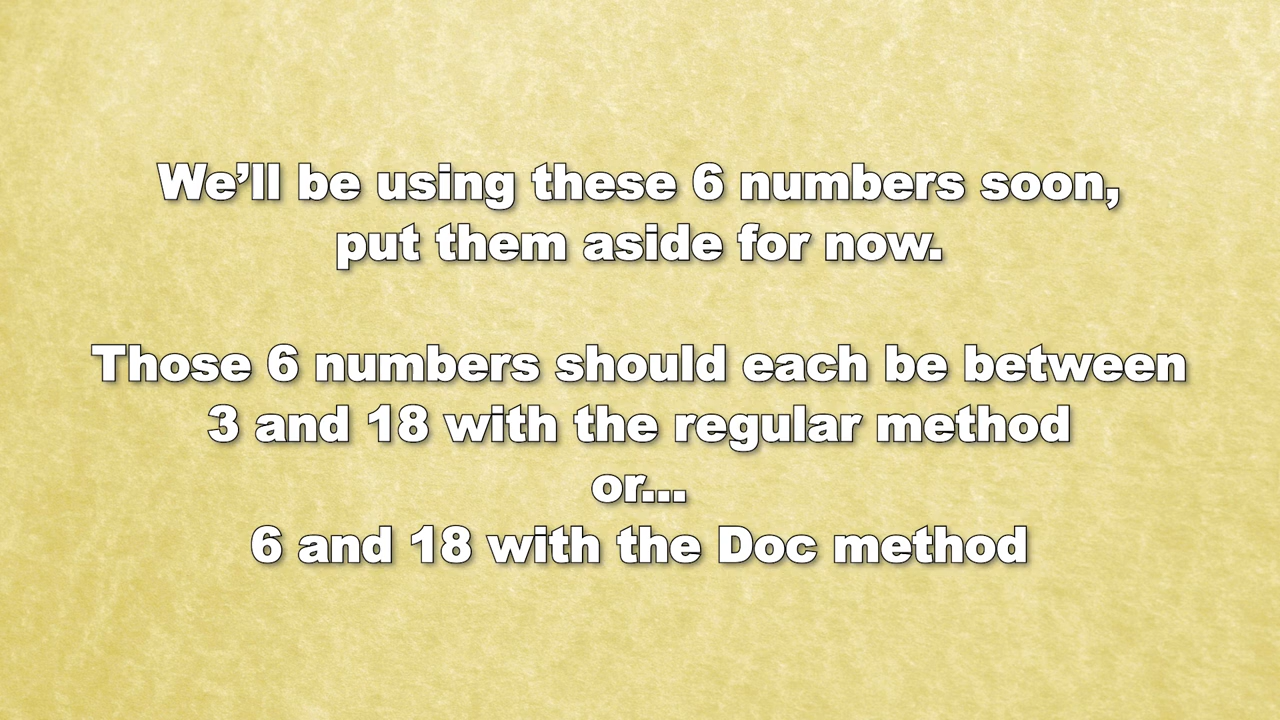 We’ll be using these 6 numbers soon,
put them aside for now.
Those 6 numbers should each be between
3 and 18 with the regular method
or...
6 and 18 with the Doc method